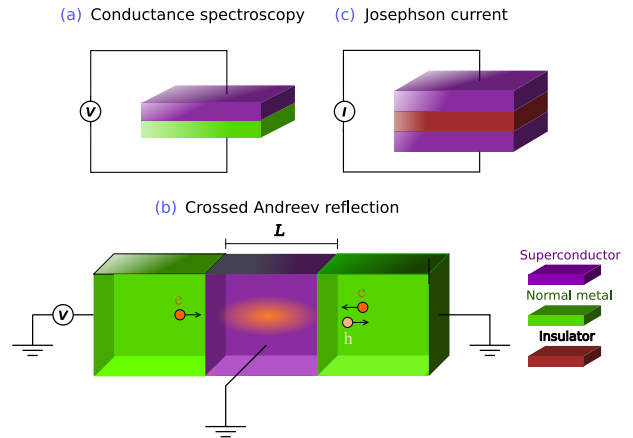 (a) Conductance spectroscopy
(c) Josephson current
V
I
(b) Crossed Andreev reflection
L
Superconductor
Normal metal
Insulator
V
e
e
h